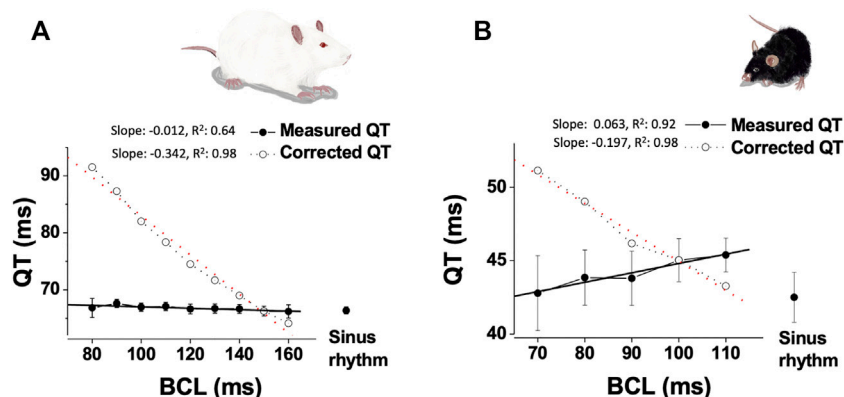 A
Slope: -0.012, R²: 0.64
Measured QT
Slope: -0.342, R²: 0.98
Corrected QT
QT (ms)
90
80
70
80
100
120
140
160
Sinus
rhythm
BCL (ms)
B
Slope: 0.063, R²: 0.92
Measured QT
Slope: -0.197, R²: 0.98
Corrected QT
QT (ms)
50
45
40
70
80
90
100
110
Sinus
rhythm
BCL (ms)